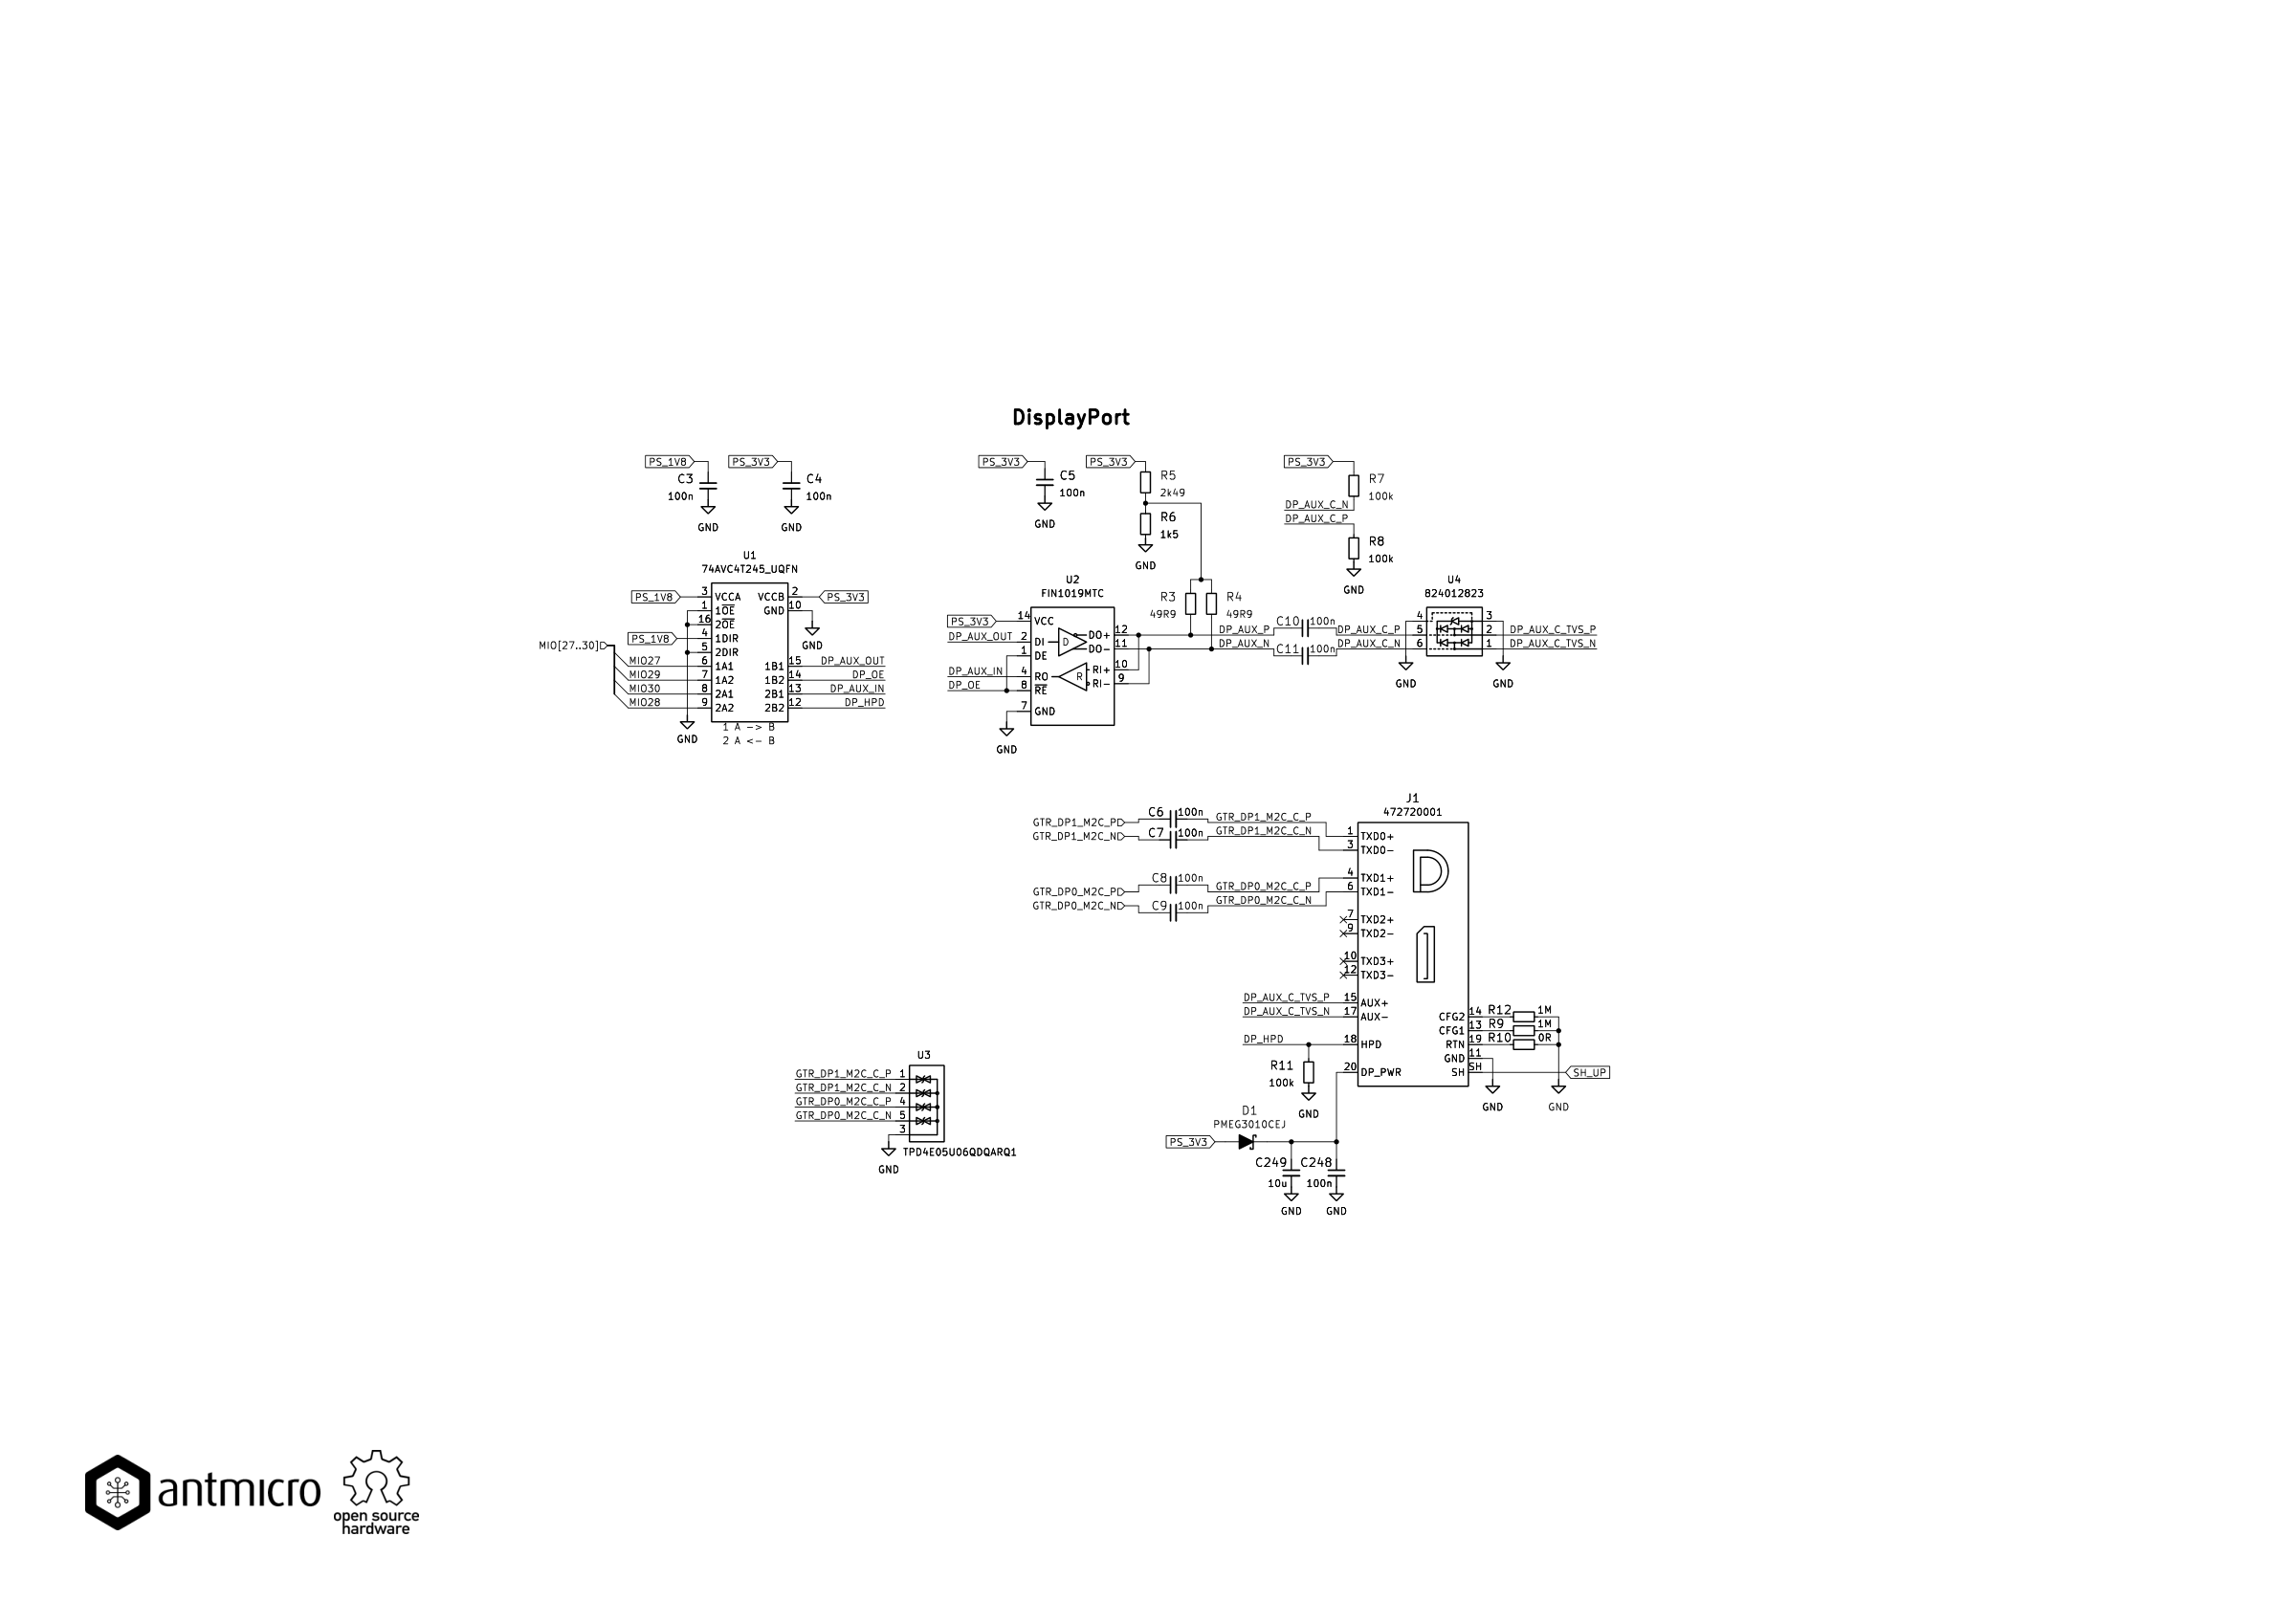 DisplayPort
PS_1V8
C3
100n
GND
PS_3V3
C4
100n
GND
PS_3V3
C5
100n
GND
PS_3V3
R5
2k49
R6
1k5
GND
PS_3V3
R7
100k
DP_AUX_C_N
DP_AUX_C_P
R8
100k
GND
U1
74AVC4T245_UQFN
PS_1V8
3 VCCA VCCB 2
PS_3V3
1 1OE GND 10
16 2OE
GND
PS_1V8
4 1DIR
5 2DIR
MIO[27..30]
MIO27 6 1A1 1B1 15 DP_AUX_OUT
MIO29 7 1A2 1B2 14 DP_OE
MIO30 8 2A1 2B1 13 DP_AUX_IN
MIO28 9 2A2 2B2 12 DP_HPD
GND
1 A -> B
2 A <- B
U2
FIN1019MTC
PS_3V3 14 VCC
DP_AUX_OUT 2 DI D DO+ 12
1 DE DO- 11
DP_AUX_IN 4 RO R RI+ 10
DP_OE 8 RE RI- 9
7 GND
GND
R3
49R9
R4
49R9
DP_AUX_P C10 100n DP_AUX_C_P
DP_AUX_N C11 100n DP_AUX_C_N
U4
824012823
4 3
5 2 DP_AUX_C_TVS_P
6 1 DP_AUX_C_TVS_N
GND
GND
J1
472720001
GTR_DP1_M2C_P C6 100n GTR_DP1_M2C_C_P 1 TXD0+
GTR_DP1_M2C_N C7 100n GTR_DP1_M2C_C_N 3 TXD0-
GTR_DP0_M2C_P C8 100n GTR_DP0_M2C_C_P 4 TXD1+
GTR_DP0_M2C_N C9 100n GTR_DP0_M2C_C_N 6 TXD1-
7 TXD2+
9 TXD2-
10 TXD3+
12 TXD3-
DP_AUX_C_TVS_P 15 AUX+
DP_AUX_C_TVS_N 17 AUX-
DP_HPD 18 HPD
20 DP_PWR
CFG2 14 R12 1M
CFG1 13 R9 1M
RTN 19 R10 0R
GND 11
SH SH SH_UP
GND
GND
R11
100k
GND
U3
GTR_DP1_M2C_C_P 1
GTR_DP1_M2C_C_N 2
GTR_DP0_M2C_C_P 4
GTR_DP0_M2C_C_N 5
3
TPD4E05U06QDQARQ1
GND
D1
PMEG3010CEJ
PS_3V3
C249
10u
GND
C248
100n
GND
antmicro
open source
hardware